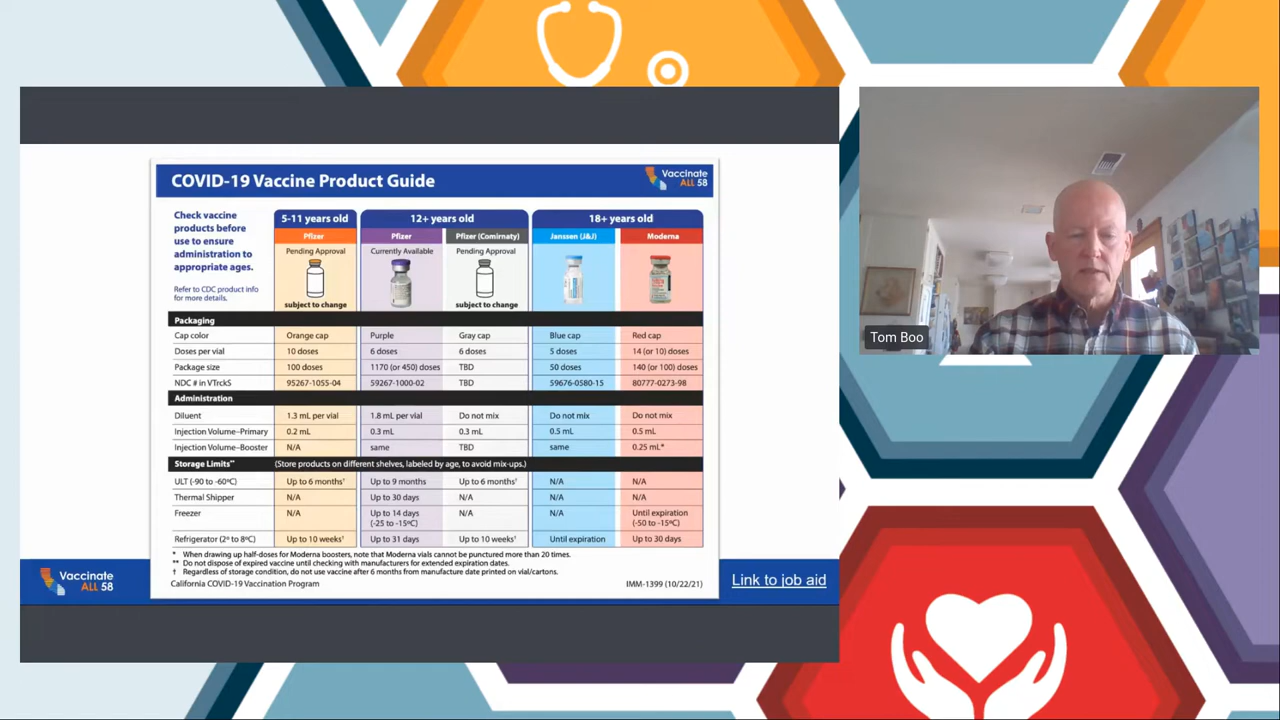 COVID-19 Vaccine Product Guide
Vaccinate
ALL 58
Check vaccine
products before
use to ensure
administration to
appropriate ages.
Refer to CDC product info
for more details.
5-11 years old 12+ years old 18+ years old
Pfizer Pfizer Pfizer (Comirnaty) Janssen (J&J) Moderna
Pending Approval Currently Available Pending Approval
subject to change subject to change
Packaging
Cap color Orange cap Purple Gray cap Blue cap Red cap
Doses per vial 10 doses 6 doses 6 doses 5 doses 14 (or 10) doses
Package size 100 doses 1170 (or 450) doses TBD 50 doses 140 (or 100) doses
NDC # in VTrckS 95267-1055-04 59267-1000-02 TBD 59676-0580-15 80777-0273-98
Administration
Diluent 1.3 mL per vial 1.8 mL per vial Do not mix Do not mix Do not mix
Injection Volume–Primary 0.2 mL 0.3 mL 0.3 mL 0.5 mL 0.5 mL
Injection Volume–Booster N/A same TBD same 0.25 mL*
Storage Limits** (Store products on different shelves, labeled by age, to avoid mix-ups.)
ULT (-90 to -60ºC) Up to 6 months† Up to 9 months Up to 6 months† N/A N/A
Thermal Shipper N/A Up to 30 days N/A N/A N/A
Freezer N/A Up to 14 days N/A N/A Until expiration
(-25 to -15ºC) (-50 to -15ºC)
Refrigerator (2º to 8ºC) Up to 10 weeks† Up to 31 days Up to 10 weeks† Until expiration Up to 30 days
* When drawing up half-doses for Moderna boosters, note that Moderna vials cannot be punctured more than 20 times.
** Do not dispose of expired vaccine until checking with manufacturers for extended expiration dates.
† Regardless of storage condition, do not use vaccine after 6 months from manufacture date printed on vial/cartons.
California COVID-19 Vaccination Program IMM-1399 (10/22/21)
Vaccinate
ALL 58
Link to job aid
Tom Boo